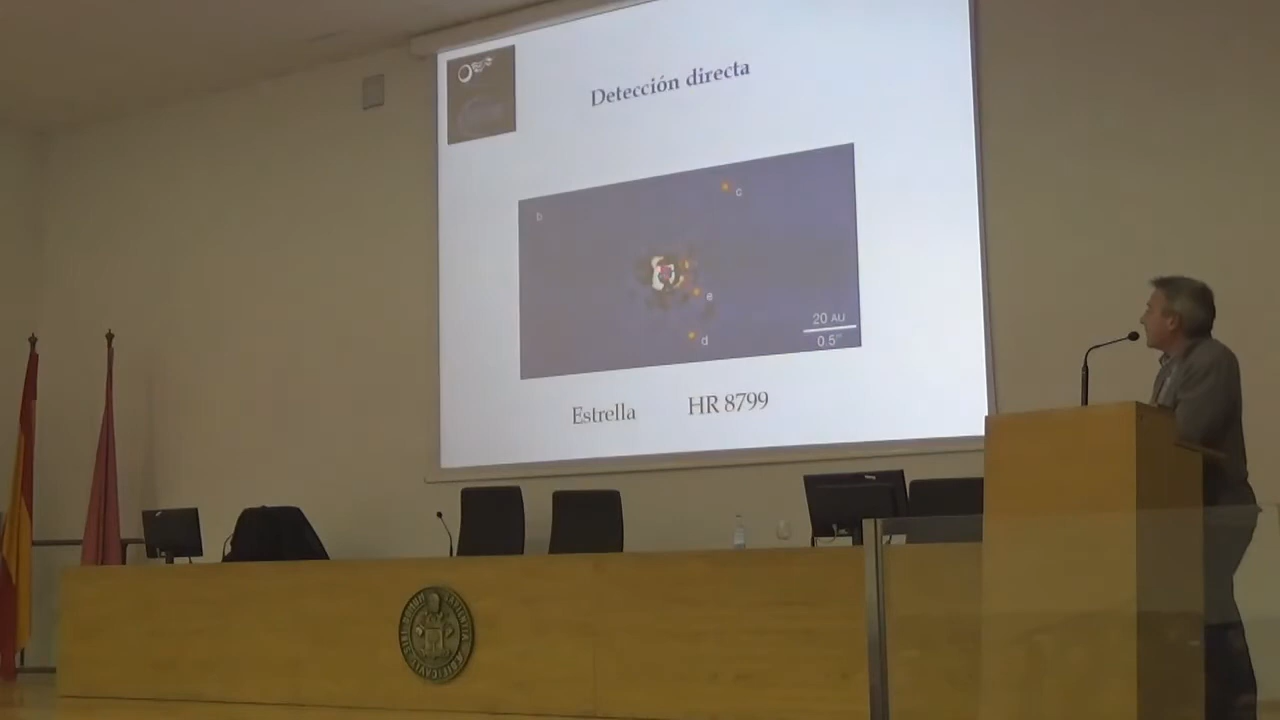 Detección directa
b
c
e
d
20 AU
0.5"
Estrella HR 8799